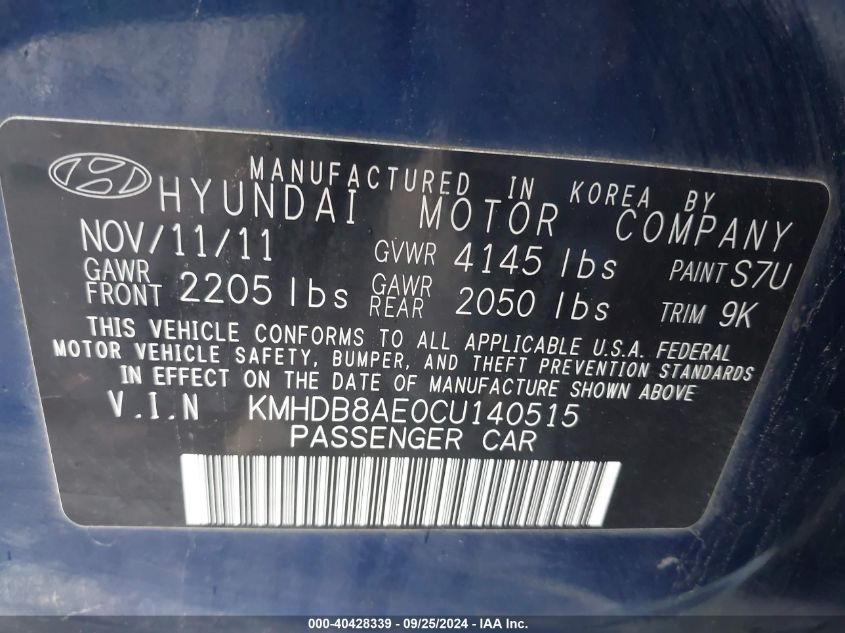 MANUFACTURED IN KOREA BY
HYUNDAI MOTOR COMPANY
NOV/11/11 GVWR 4145 lbs PAINT S7U
GAWR FRONT 2205 lbs GAWR REAR 2050 lbs TRIM 9K
THIS VEHICLE CONFORMS TO ALL APPLICABLE U.S.A. FEDERAL
MOTOR VEHICLE SAFETY, BUMPER, AND THEFT PREVENTION STANDARDS
IN EFFECT ON THE DATE OF MANUFACTURE SHOWN ABOVE
V.I.N KMHDB8AE0CU140515
PASSENGER CAR
000-40428339 - 09/25/2024 - IAA Inc.